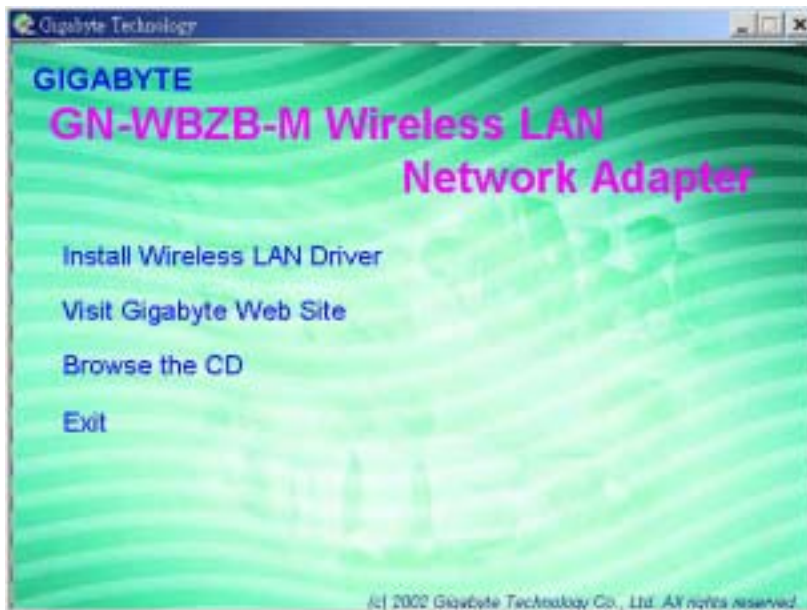 Gigabyte Technology
GIGABYTE
GN-WBZB-M Wireless LAN
Network Adapter
Install Wireless LAN Driver
Visit Gigabyte Web Site
Browse the CD
Exit
(c) 2002 Gigabyte Technology Co., Ltd. All rights reserved.